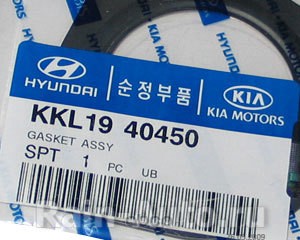 HYUNDAI 순정부품 KIA
KIA MOTORS
KKL19 40450
GASKET ASSY
SPT 1 PC UB